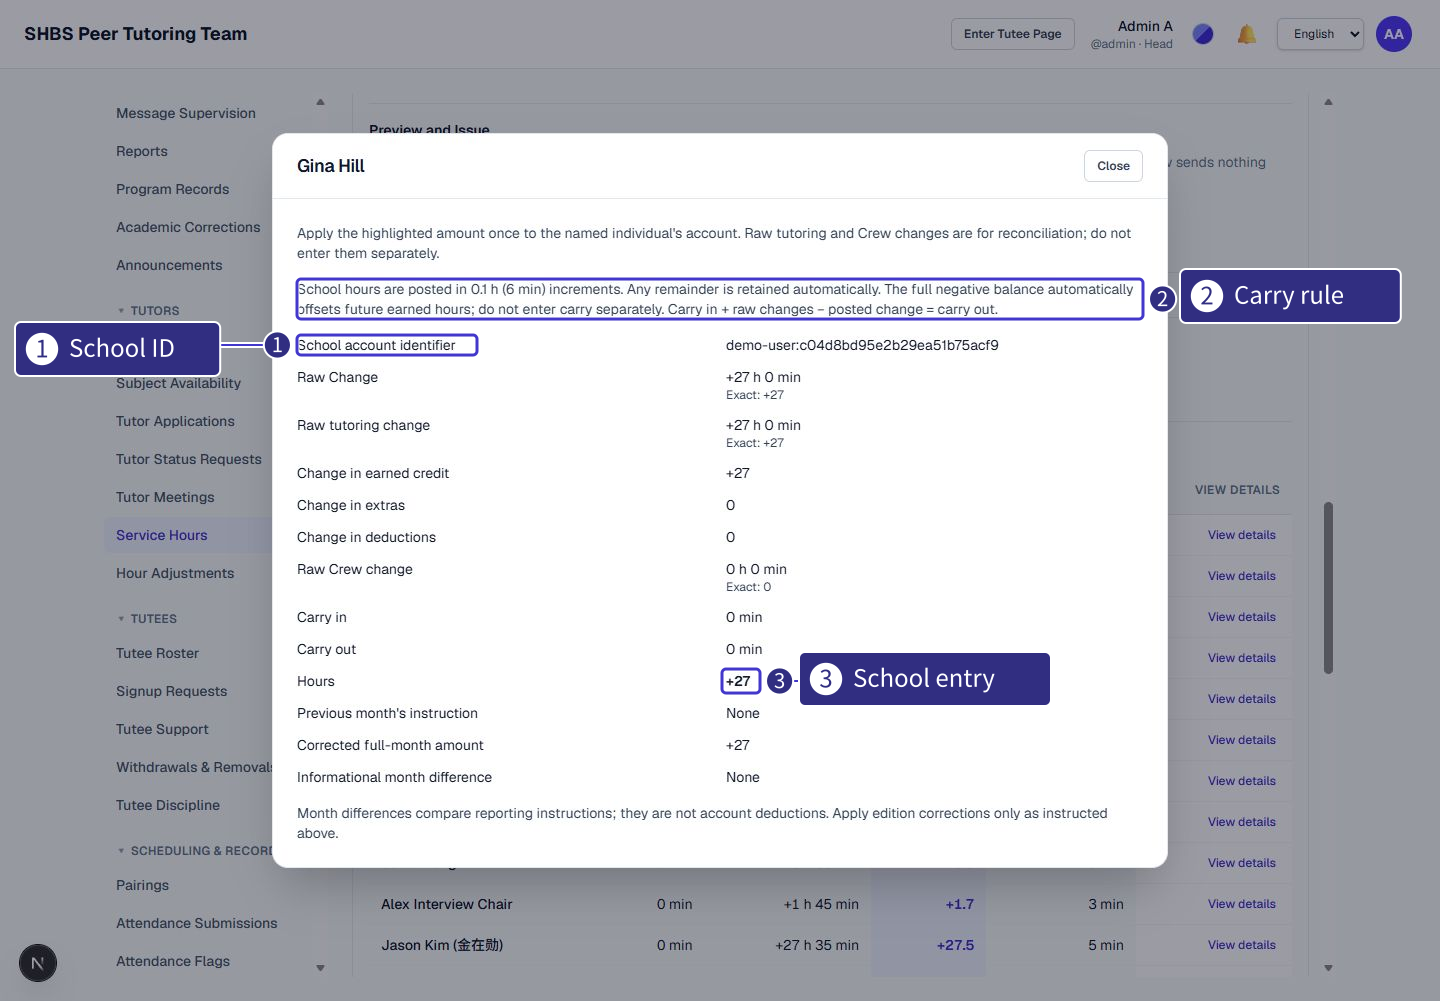 SHBS Peer Tutoring Team
Enter Tutee Page
Admin A
@admin · Head
English
AA
Message Supervision
Reports
Program Records
Academic Corrections
Announcements
TUTORS
Subject Availability
Tutor Applications
Tutor Status Requests
Tutor Meetings
Service Hours
Hour Adjustments
TUTEES
Tutee Roster
Signup Requests
Tutee Support
Withdrawals & Removals
Tutee Discipline
SCHEDULING & RECORD
Pairings
Attendance Submissions
Attendance Flags
N
Preview and Issue
sends nothing
Gina Hill
Close
Apply the highlighted amount once to the named individual's account. Raw tutoring and Crew changes are for reconciliation; do not
enter them separately.
School hours are posted in 0.1 h (6 min) increments. Any remainder is retained automatically. The full negative balance automatically
offsets future earned hours; do not enter carry separately. Carry in + raw changes − posted change = carry out.
2
2 Carry rule
1 School ID
1
School account identifier demo-user:c04d8bd95e2b29ea51b75acf9
Raw Change +27 h 0 min
Exact: +27
Raw tutoring change +27 h 0 min
Exact: +27
Change in earned credit +27
Change in extras 0
Change in deductions 0
Raw Crew change 0 h 0 min
Exact: 0
Carry in 0 min
Carry out 0 min
Hours +27
3
3 School entry
Previous month's instruction None
Corrected full-month amount +27
Informational month difference None
Month differences compare reporting instructions; they are not account deductions. Apply edition corrections only as instructed
above.
VIEW DETAILS
View details
View details
View details
View details
View details
View details
View details
View details
View details
Alex Interview Chair 0 min +1 h 45 min +1.7 3 min View details
Jason Kim (金在勋) 0 min +27 h 35 min +27.5 5 min View details